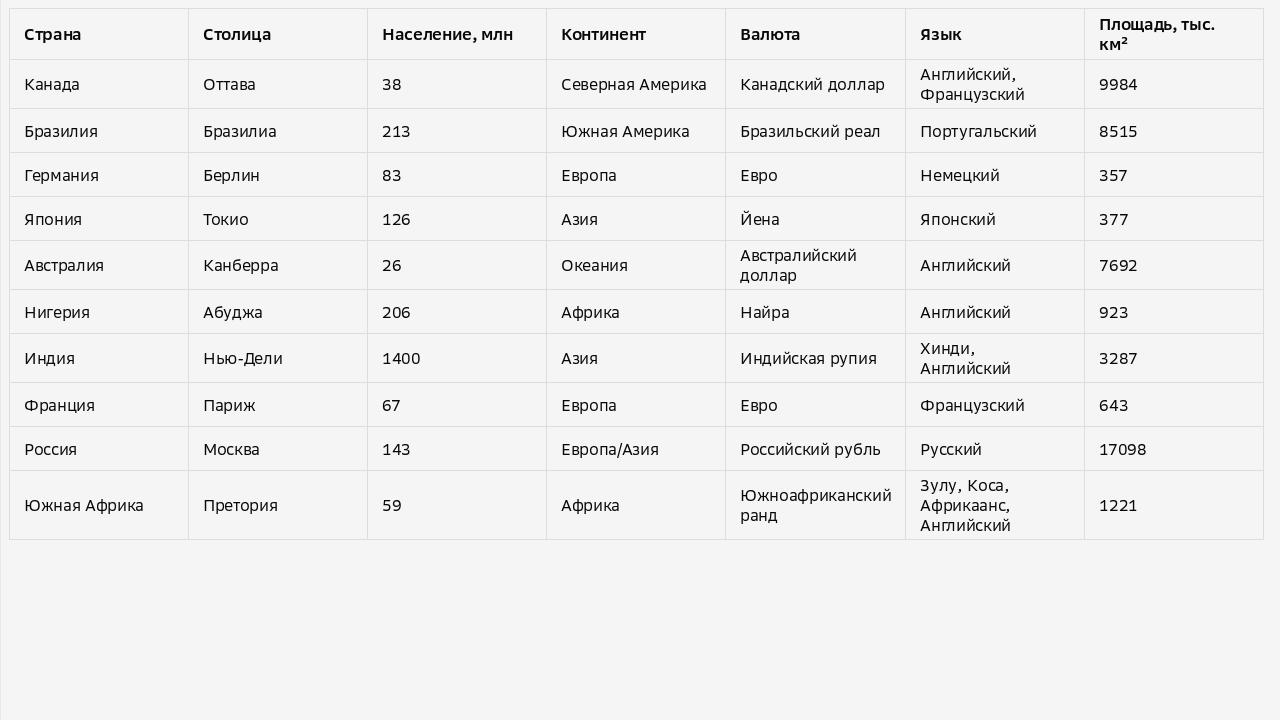 Страна Столица Население, млн Континент Валюта Язык Площадь, тыс. км²
Канада Оттава 38 Северная Америка Канадский доллар Английский, Французский 9984
Бразилия Бразилиа 213 Южная Америка Бразильский реал Португальский 8515
Германия Берлин 83 Европа Евро Немецкий 357
Япония Токио 126 Азия Йена Японский 377
Австралия Канберра 26 Океания Австралийский доллар Английский 7692
Нигерия Абуджа 206 Африка Найра Английский 923
Индия Нью-Дели 1400 Азия Индийская рупия Хинди, Английский 3287
Франция Париж 67 Европа Евро Французский 643
Россия Москва 143 Европа/Азия Российский рубль Русский 17098
Южная Африка Претория 59 Африка Южноафриканский ранд Зулу, Коса, Африкаанс, Английский 1221